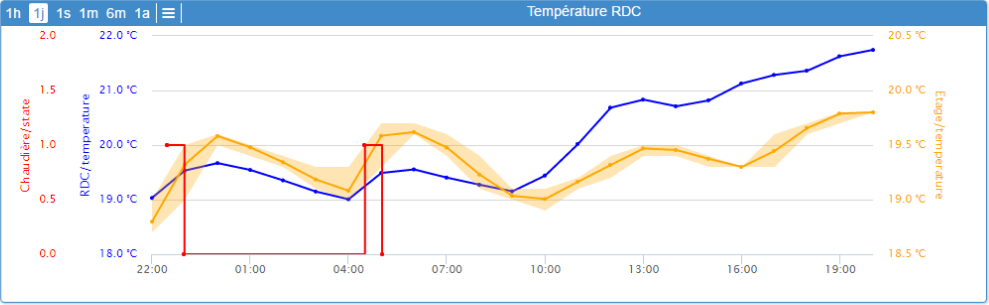 1h 1j 1s 1m 6m 1a Température RDC
2.0 22.0 °C 20.5 °C
1.5 21.0 °C 20.0 °C
1.0 20.0 °C 19.5 °C
0.5 19.0 °C 19.0 °C
0.0 18.0 °C 18.5 °C
Chaudière/state
RDC/temperature
Etage/temperature
22:00 01:00 04:00 07:00 10:00 13:00 16:00 19:00